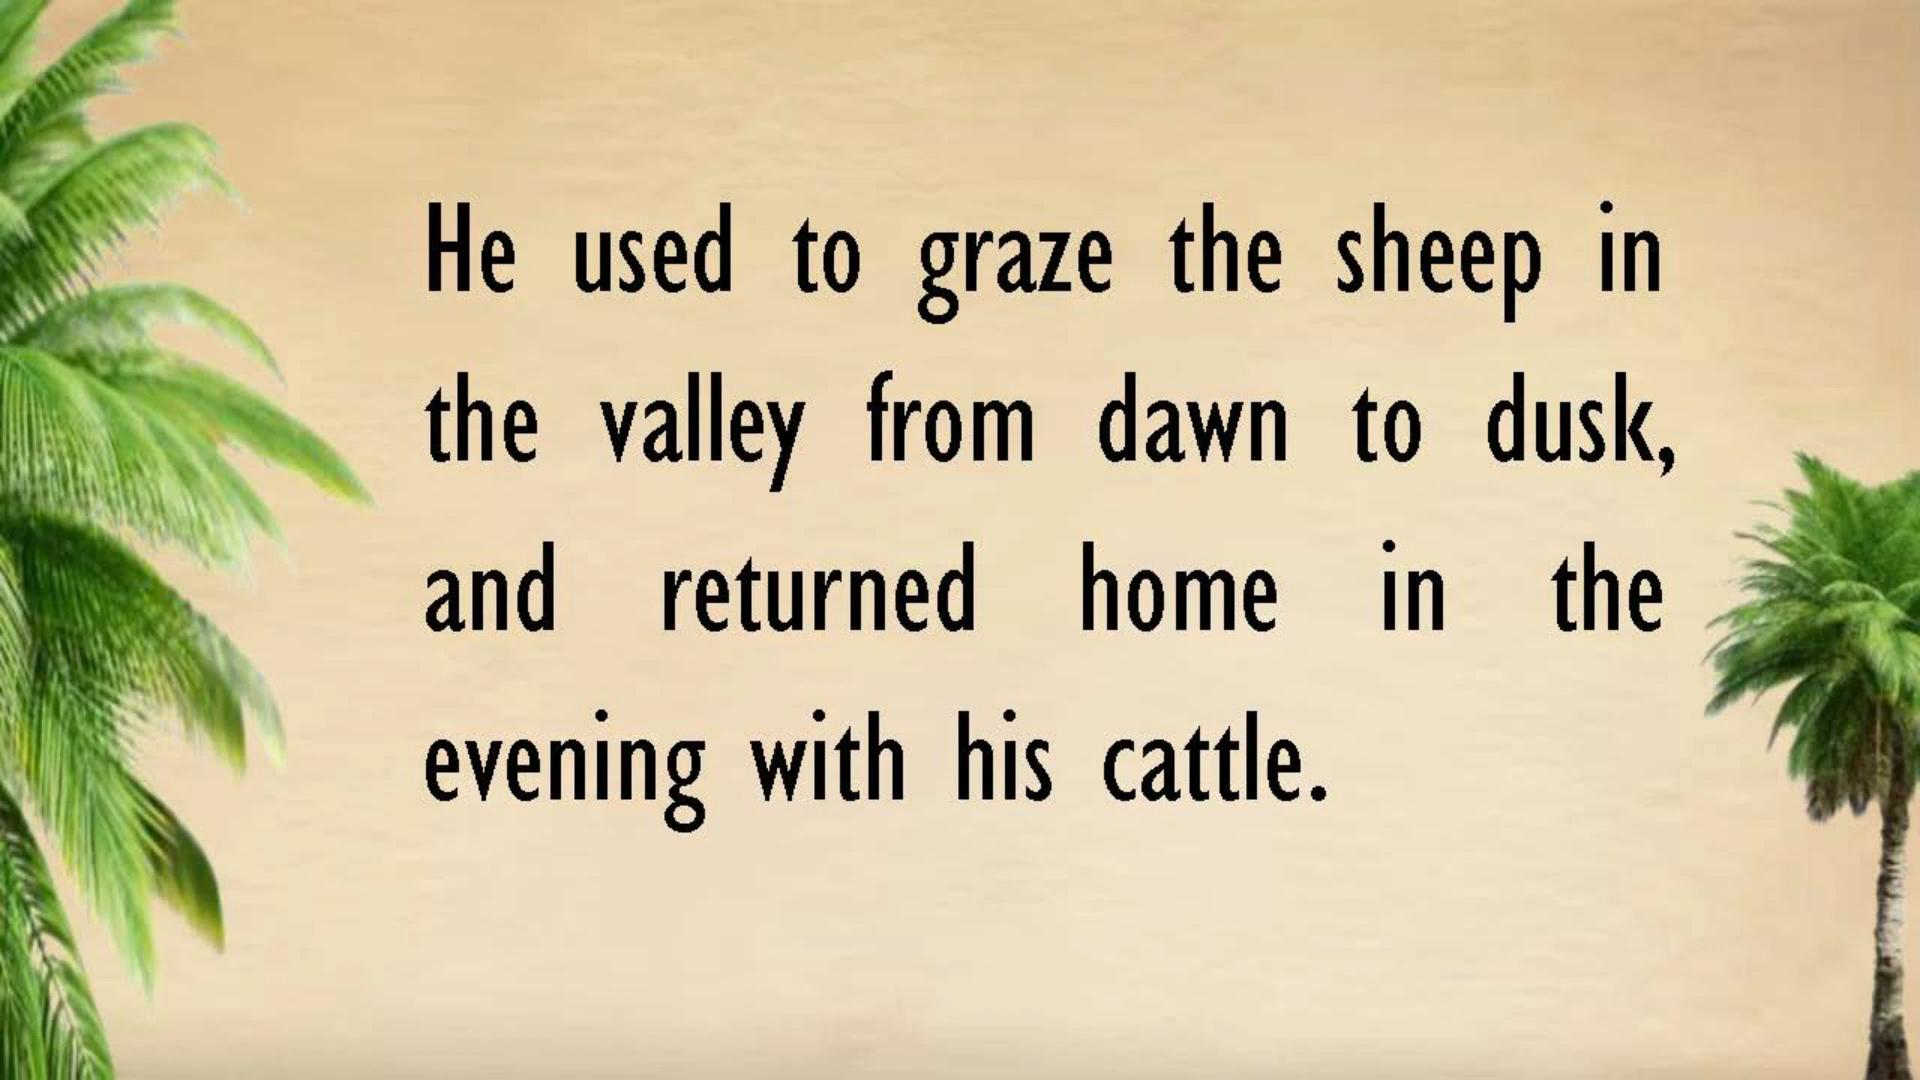 He used to graze the sheep in
the valley from dawn to dusk,
and returned home in the
evening with his cattle.